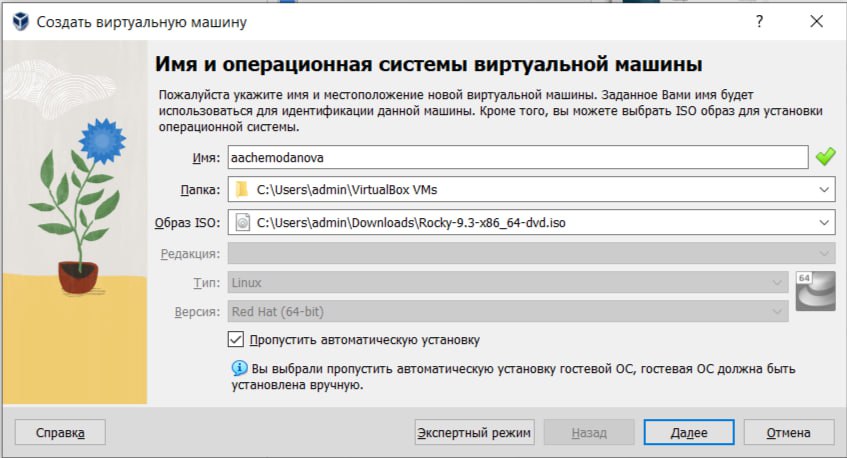 Создать виртуальную машину
Имя и операционная системы виртуальной машины
Пожалуйста укажите имя и местоположение новой виртуальной машины. Заданное Вами имя будет
использоваться для идентификации данной машины. Кроме того, вы можете выбрать ISO образ для установки
операционной системы.
Имя: aachemodanova
Папка: C:\Users\admin\VirtualBox VMs
Образ ISO: C:\Users\admin\Downloads\Rocky-9.3-x86_64-dvd.iso
Редакция:
Тип: Linux 64
Версия: Red Hat (64-bit)
Пропустить автоматическую установку
Вы выбрали пропустить автоматическую установку гостевой ОС, гостевая ОС должна быть
установлена вручную.
Справка Экспертный режим Назад Далее Отмена